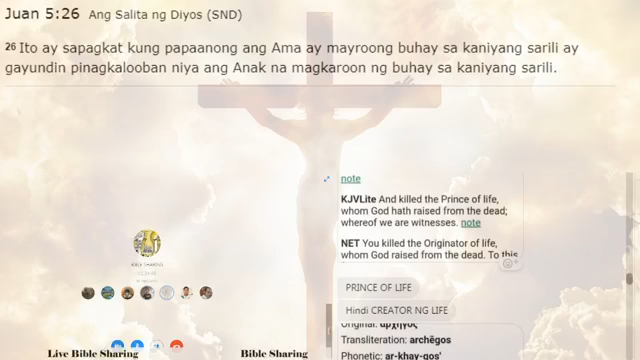 Juan 5:26 Ang Salita ng Diyos (SND)
26 Ito ay sapagkat kung papaanong ang Ama ay mayroong buhay sa kaniyang sarili ay
gayundin pinagkalooban niya ang Anak na magkaroon ng buhay sa kaniyang sarili.
note
KJVLite And killed the Prince of life,
whom God hath raised from the dead;
whereof we are witnesses. note
NET You killed the Originator of life,
whom God raised from the dead. To this
BIBLE SHARING
PRINCE OF LIFE
Hindi CREATOR NG LIFE
Original: ἀρχηγός
Transliteration: archēgos
Phonetic: ar-khay-gos'
Live Bible Sharing
Bible Sharing